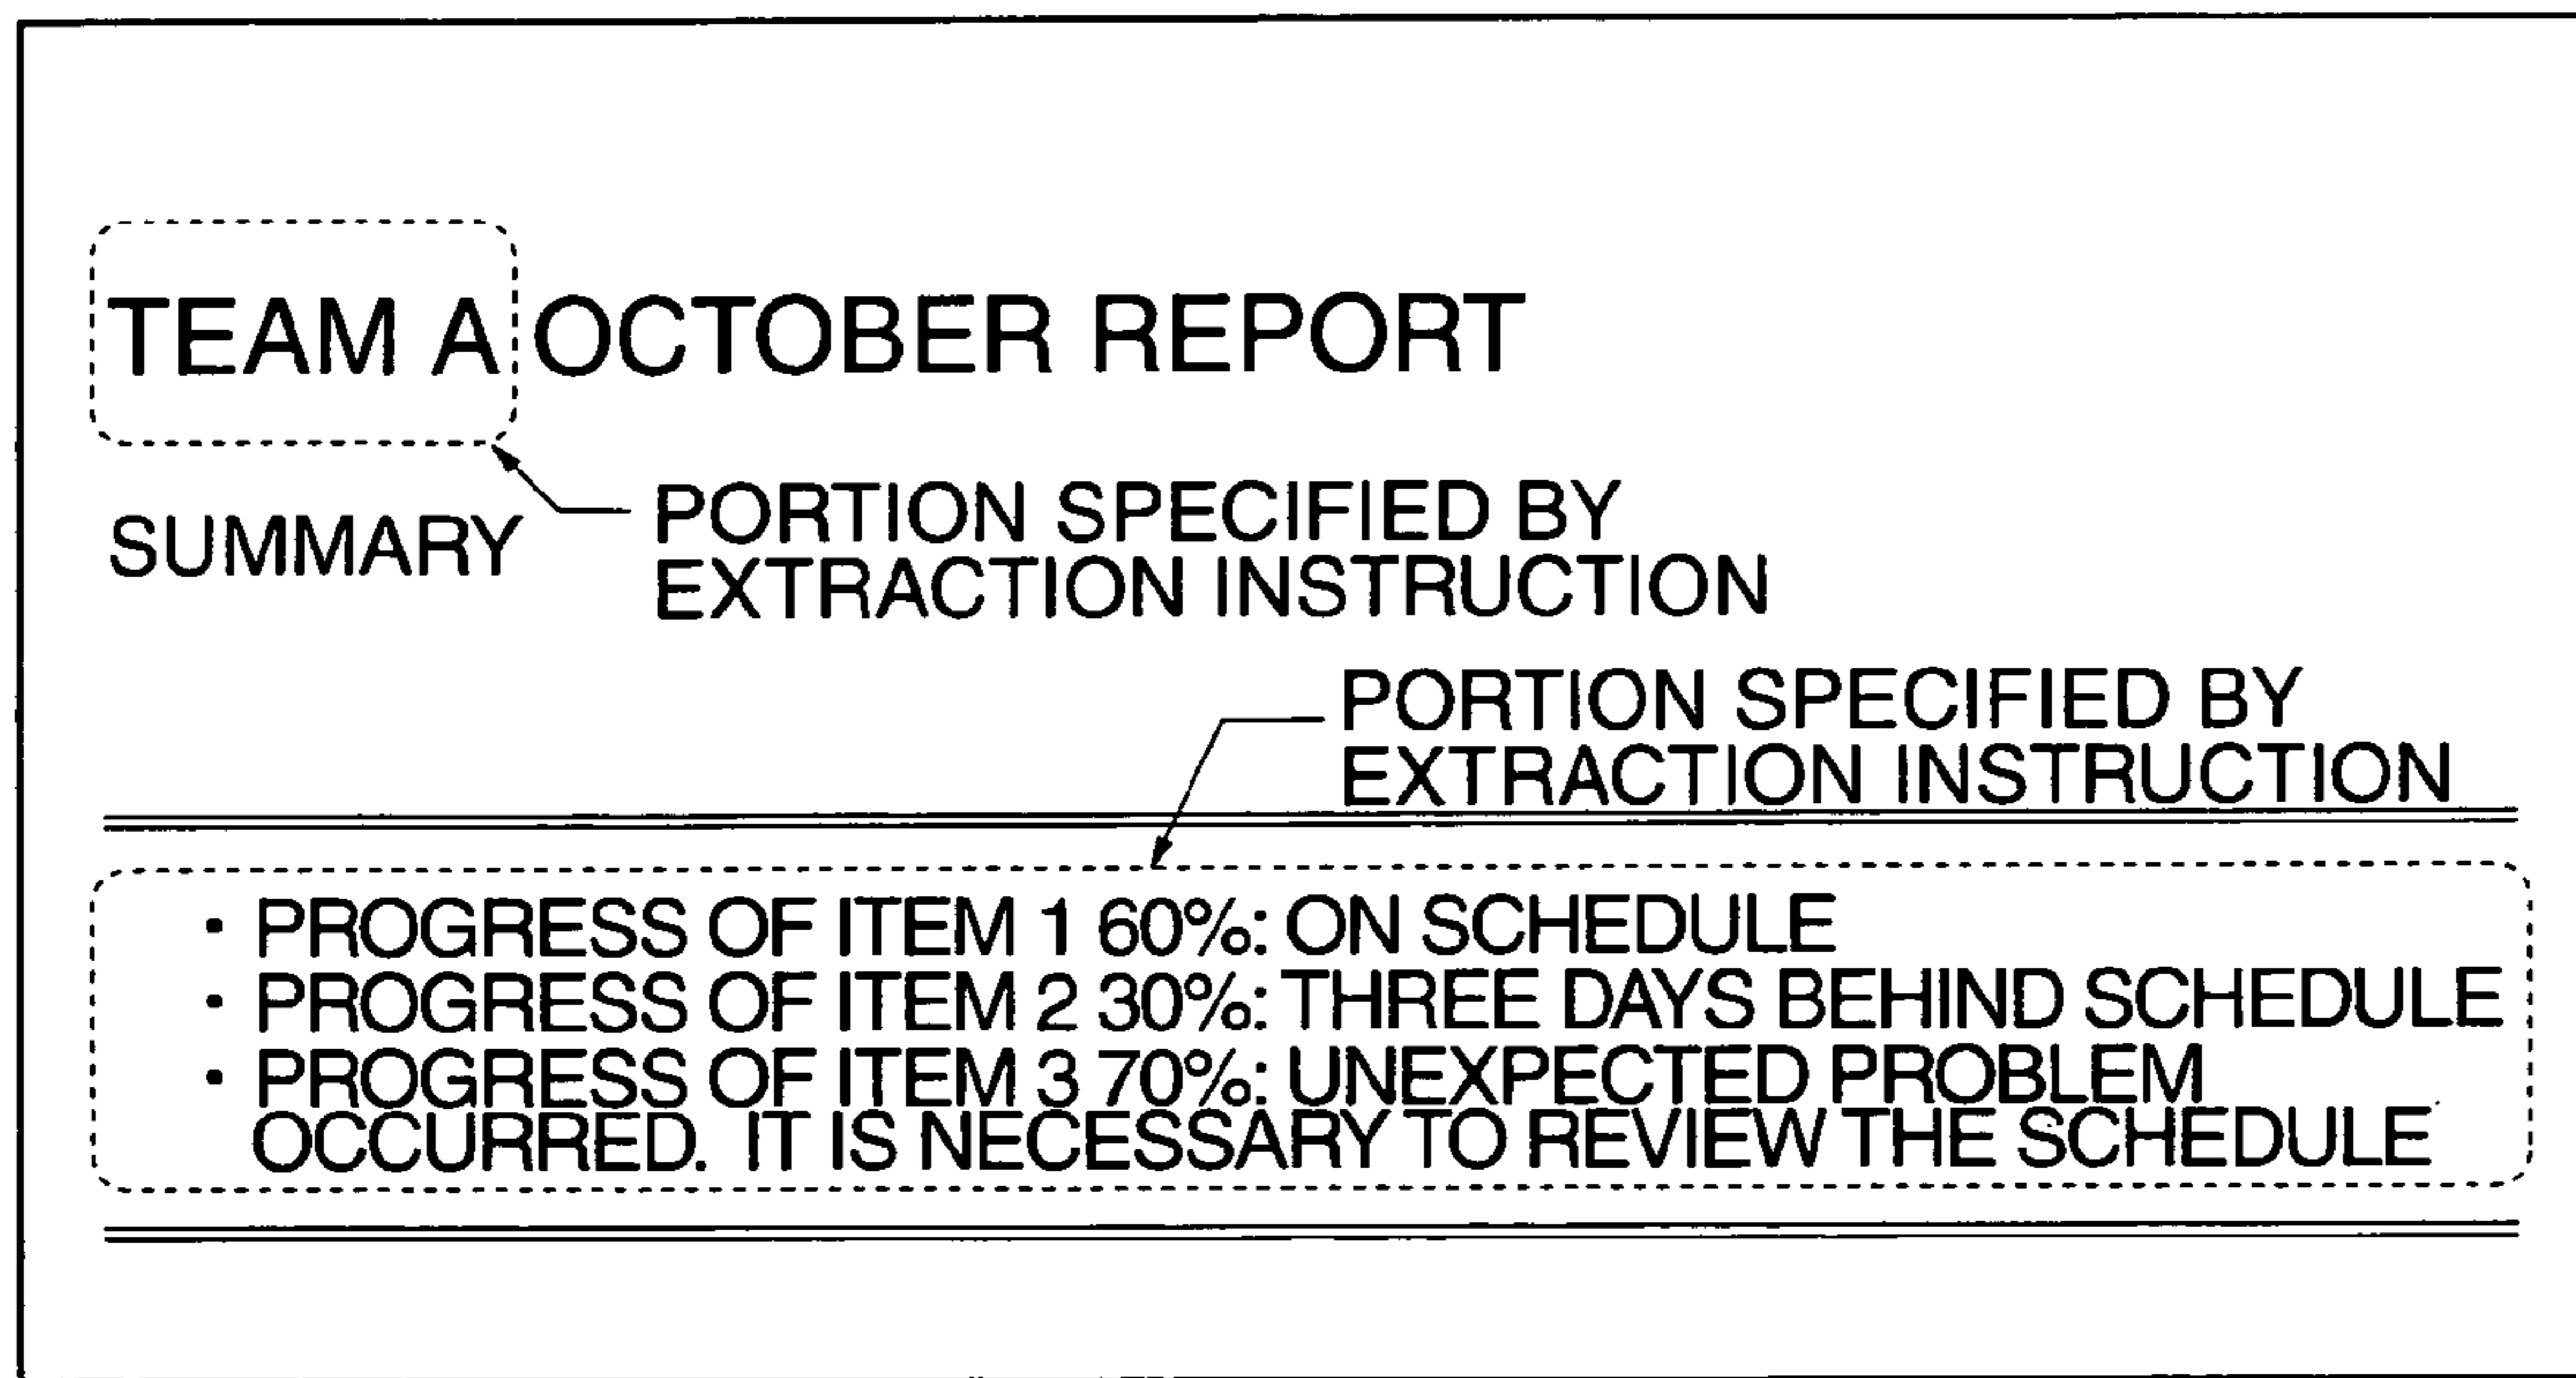 TEAM A OCTOBER REPORT
SUMMARY
PORTION SPECIFIED BY
EXTRACTION INSTRUCTION
PORTION SPECIFIED BY
EXTRACTION INSTRUCTION
· PROGRESS OF ITEM 1 60%: ON SCHEDULE
· PROGRESS OF ITEM 2 30%: THREE DAYS BEHIND SCHEDULE
· PROGRESS OF ITEM 3 70%: UNEXPECTED PROBLEM
OCCURRED. IT IS NECESSARY TO REVIEW THE SCHEDULE